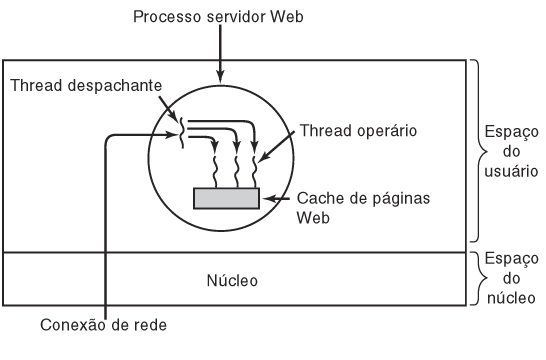 Processo servidor Web
Thread despachante
Thread operário
Espaço
do
usuário
Cache de páginas
Web
Núcleo
Espaço
do
núcleo
Conexão de rede